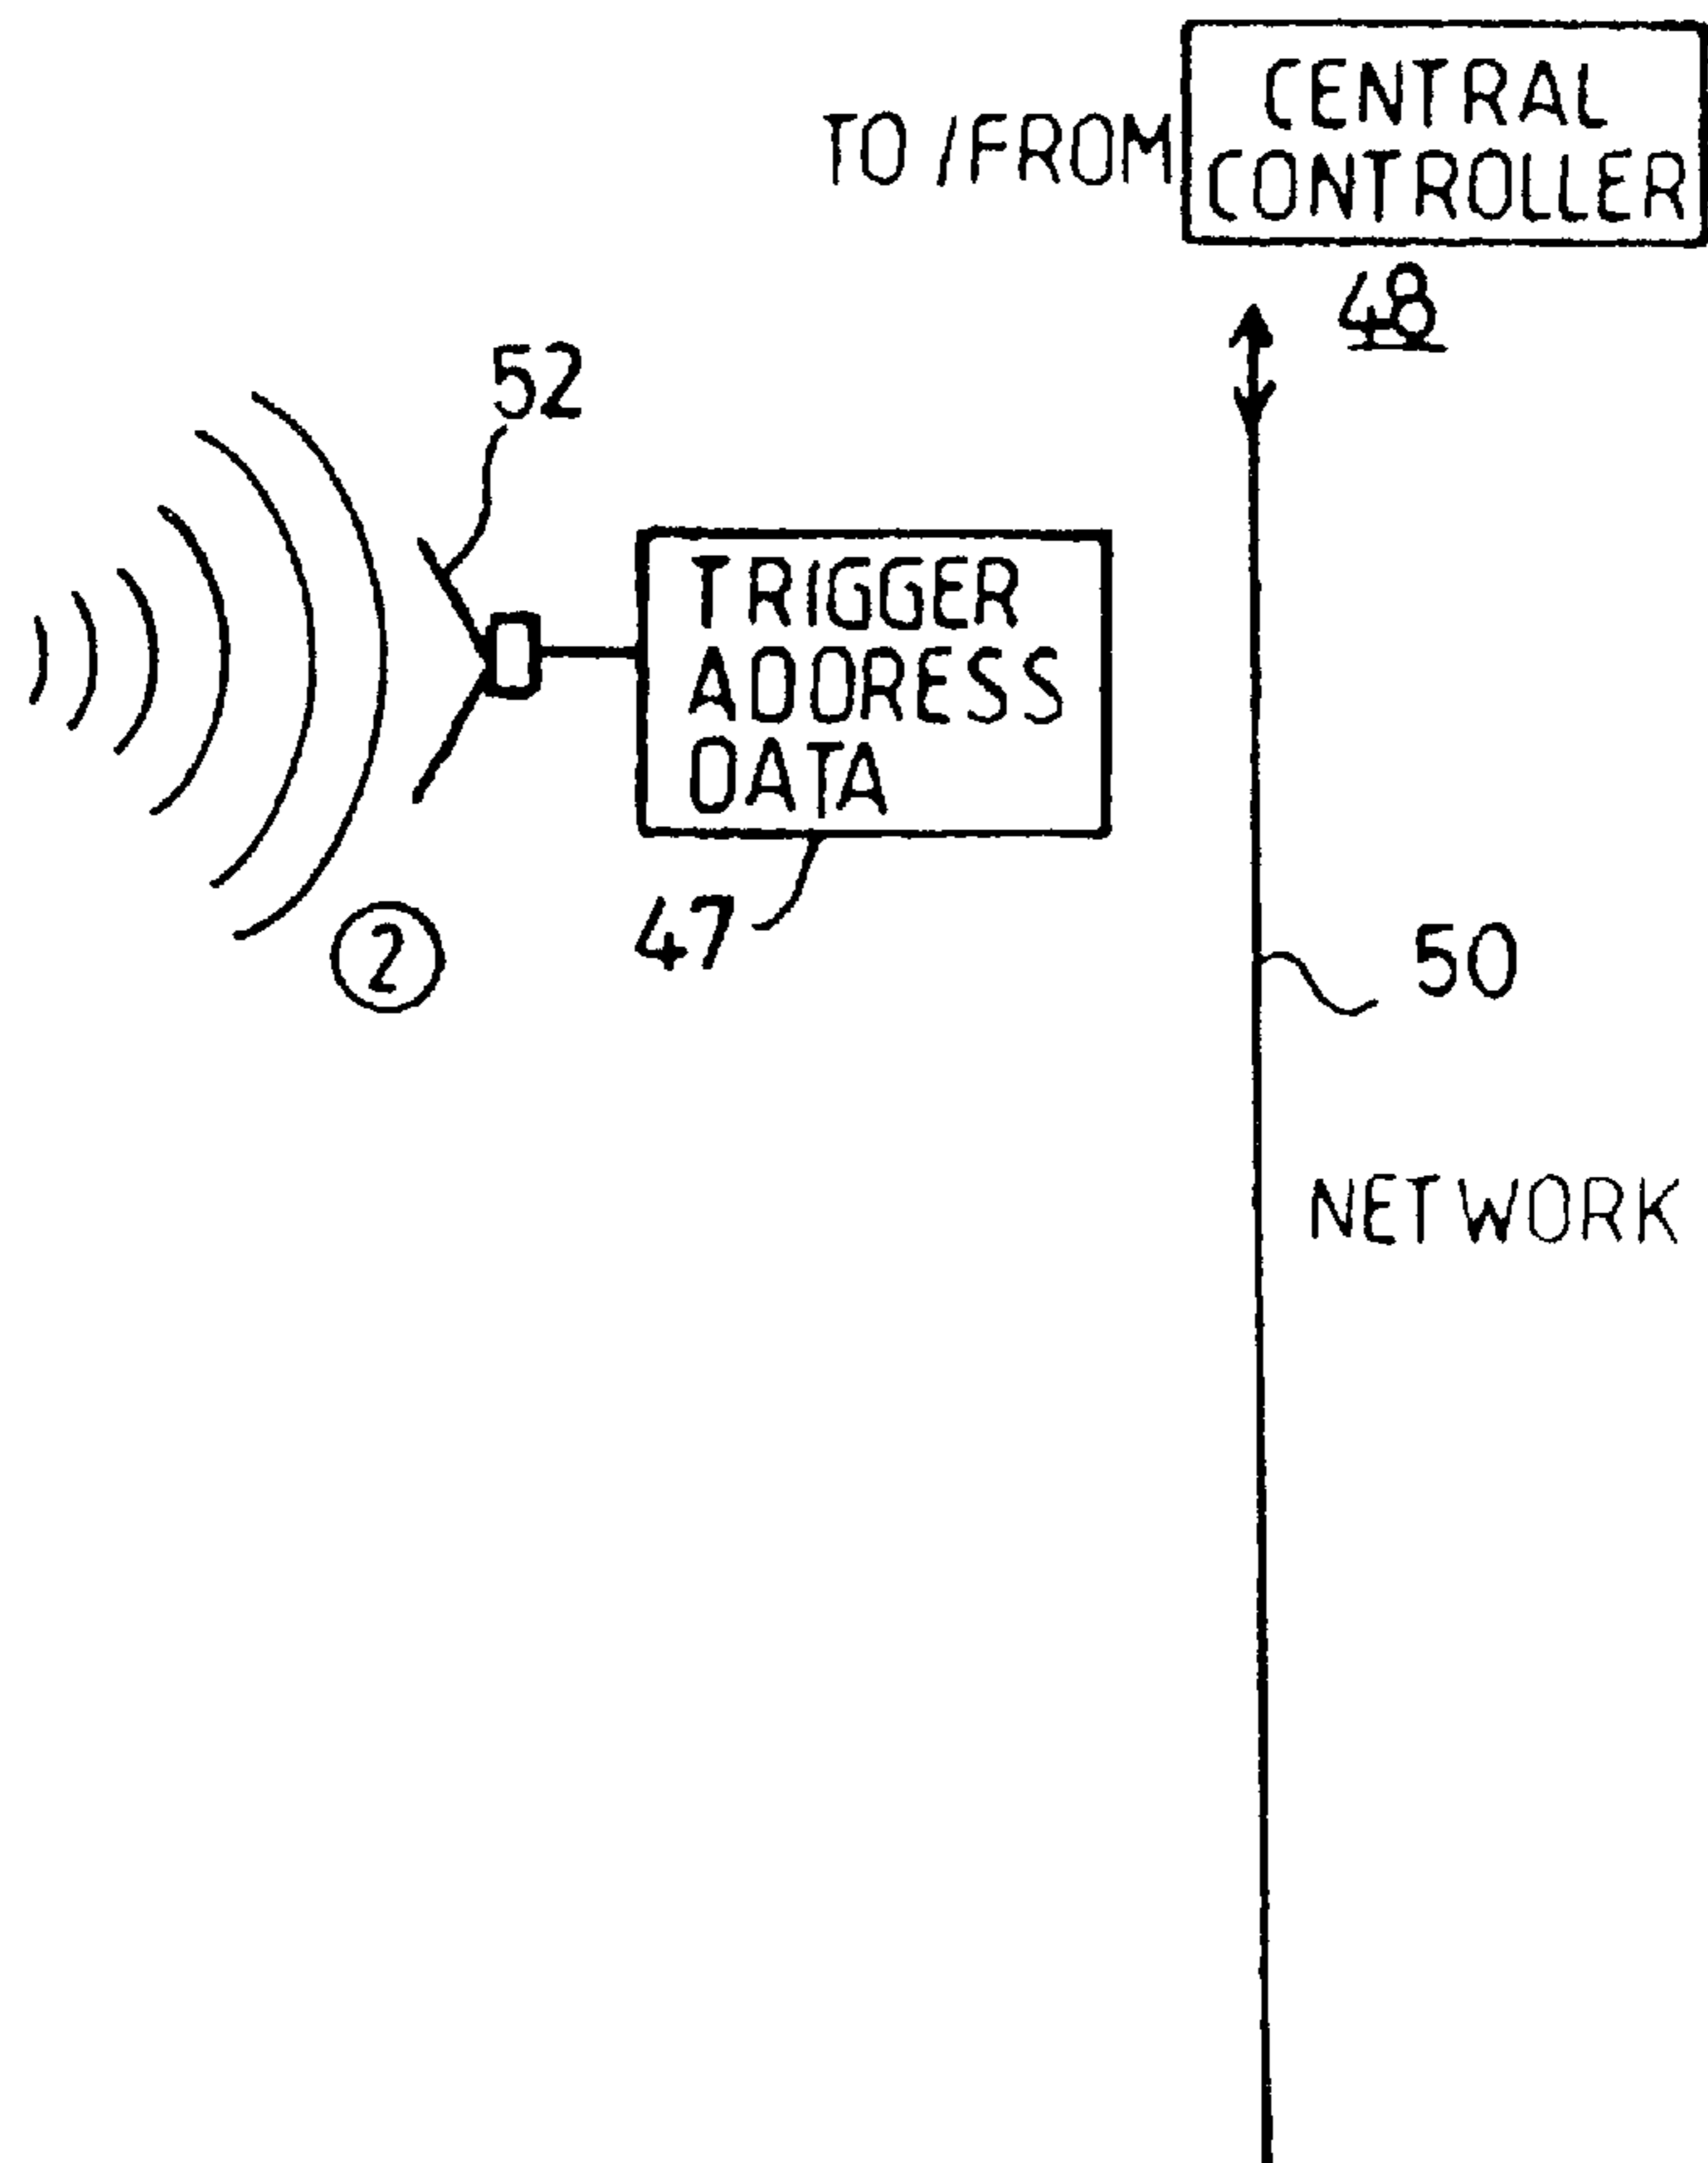 CENTRAL
CONTROLLER
TO/FROM
48
52
TRIGGER
ADDRESS
DATA
47
2
50
NETWORK